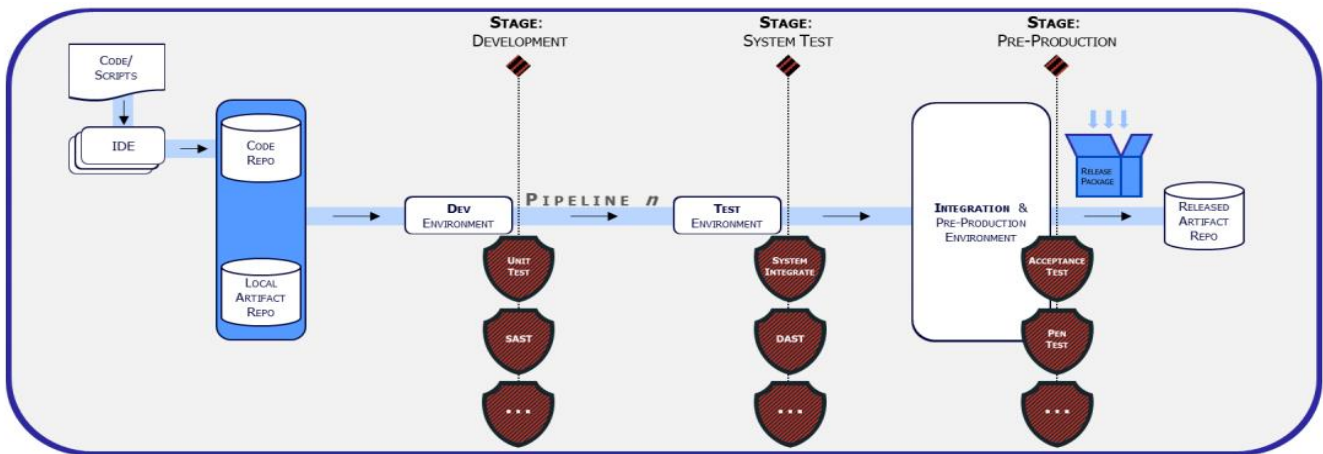 STAGE:
DEVELOPMENT
STAGE:
SYSTEM TEST
STAGE:
PRE-PRODUCTION
CODE/
SCRIPTS
IDE
CODE
REPO
LOCAL
ARTIFACT
REPO
PIPELINE n
DEV
ENVIRONMENT
UNIT
TEST
SAST
...
TEST
ENVIRONMENT
SYSTEM
INTEGRATE
DAST
...
INTEGRATION &
PRE-PRODUCTION
ENVIRONMENT
ACCEPTANCE
TEST
PEN
TEST
...
RELEASE
PACKAGE
RELEASED
ARTIFACT
REPO